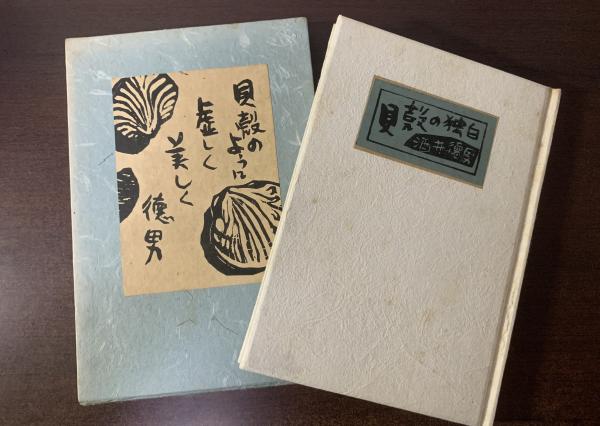 貝殻の
ように
虚しく
美しく
徳男
貝殻の独白
酒井徳男